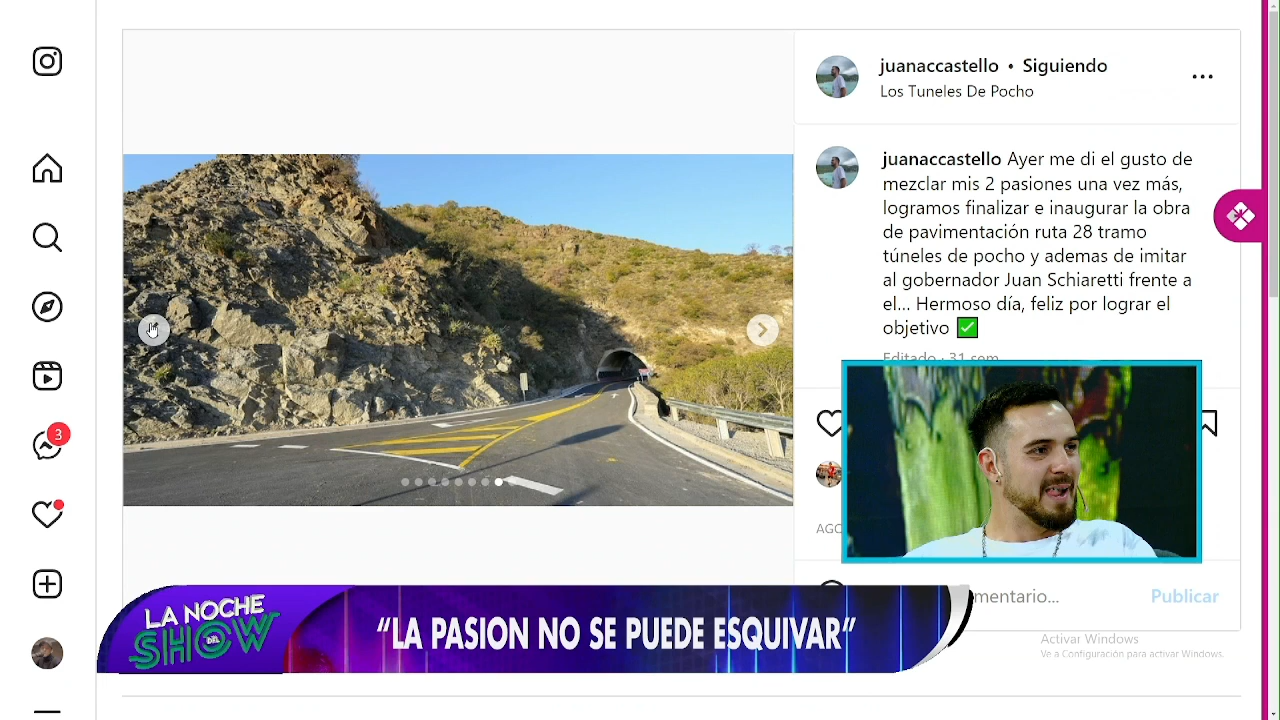 juanaccastello • Siguiendo
Los Tuneles De Pocho
juanaccastello Ayer me di el gusto de
mezclar mis 2 pasiones una vez más,
logramos finalizar e inaugurar la obra
de pavimentación ruta 28 tramo
túneles de pocho y ademas de imitar
al gobernador Juan Schiaretti frente a
el... Hermoso día, feliz por lograr el
objetivo ✅
Editado · 31 sem
3
AGO
mentario...
Publicar
Activar Windows
Ve a Configuración para activar Windows.
LA NOCHE
DEL
SHOW
“LA PASION NO SE PUEDE ESQUIVAR”